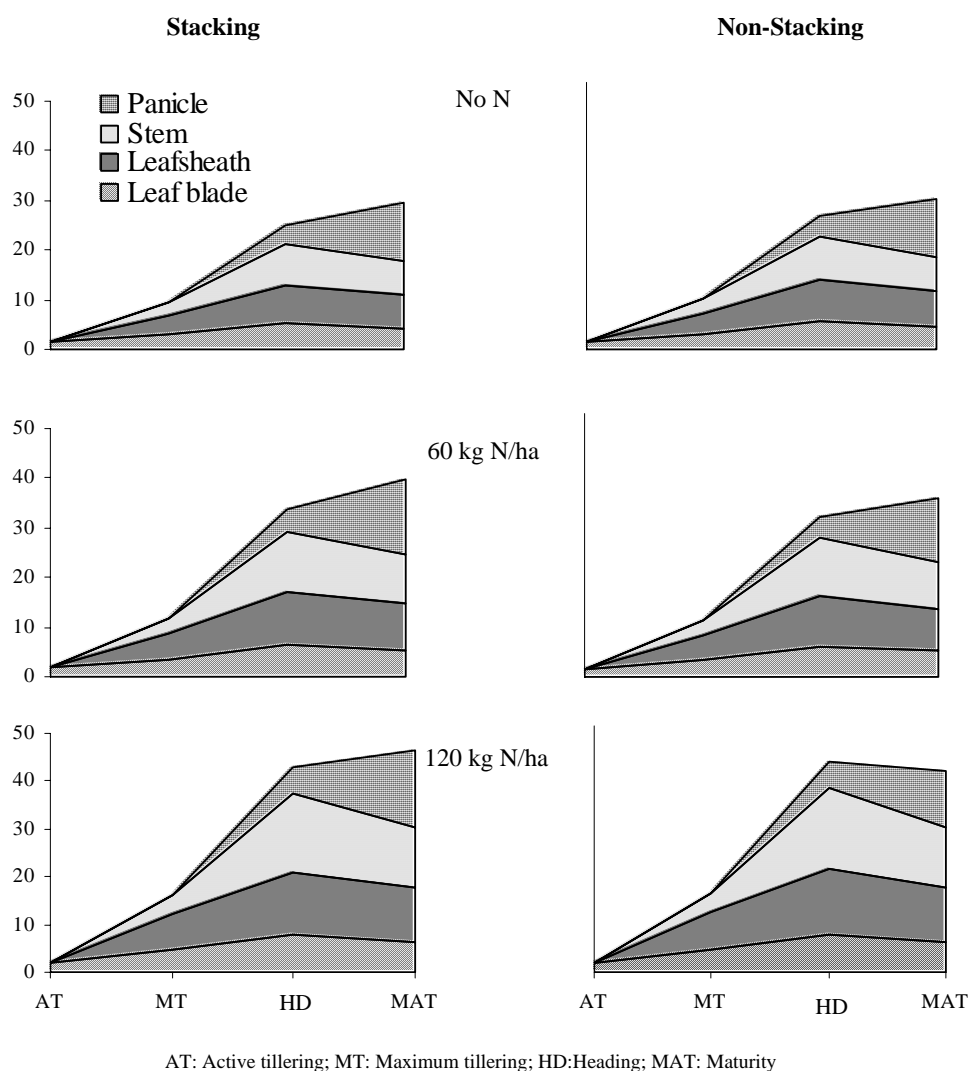 Stacking
Non-Stacking
No N
50
40
30
20
10
0
Panicle
Stem
Leafsheath
Leaf blade
60 kg N/ha
50
40
30
20
10
0
120 kg N/ha
50
40
30
20
10
0
AT MT HD MAT
AT MT HD MAT
AT: Active tillering; MT: Maximum tillering; HD:Heading; MAT: Maturity